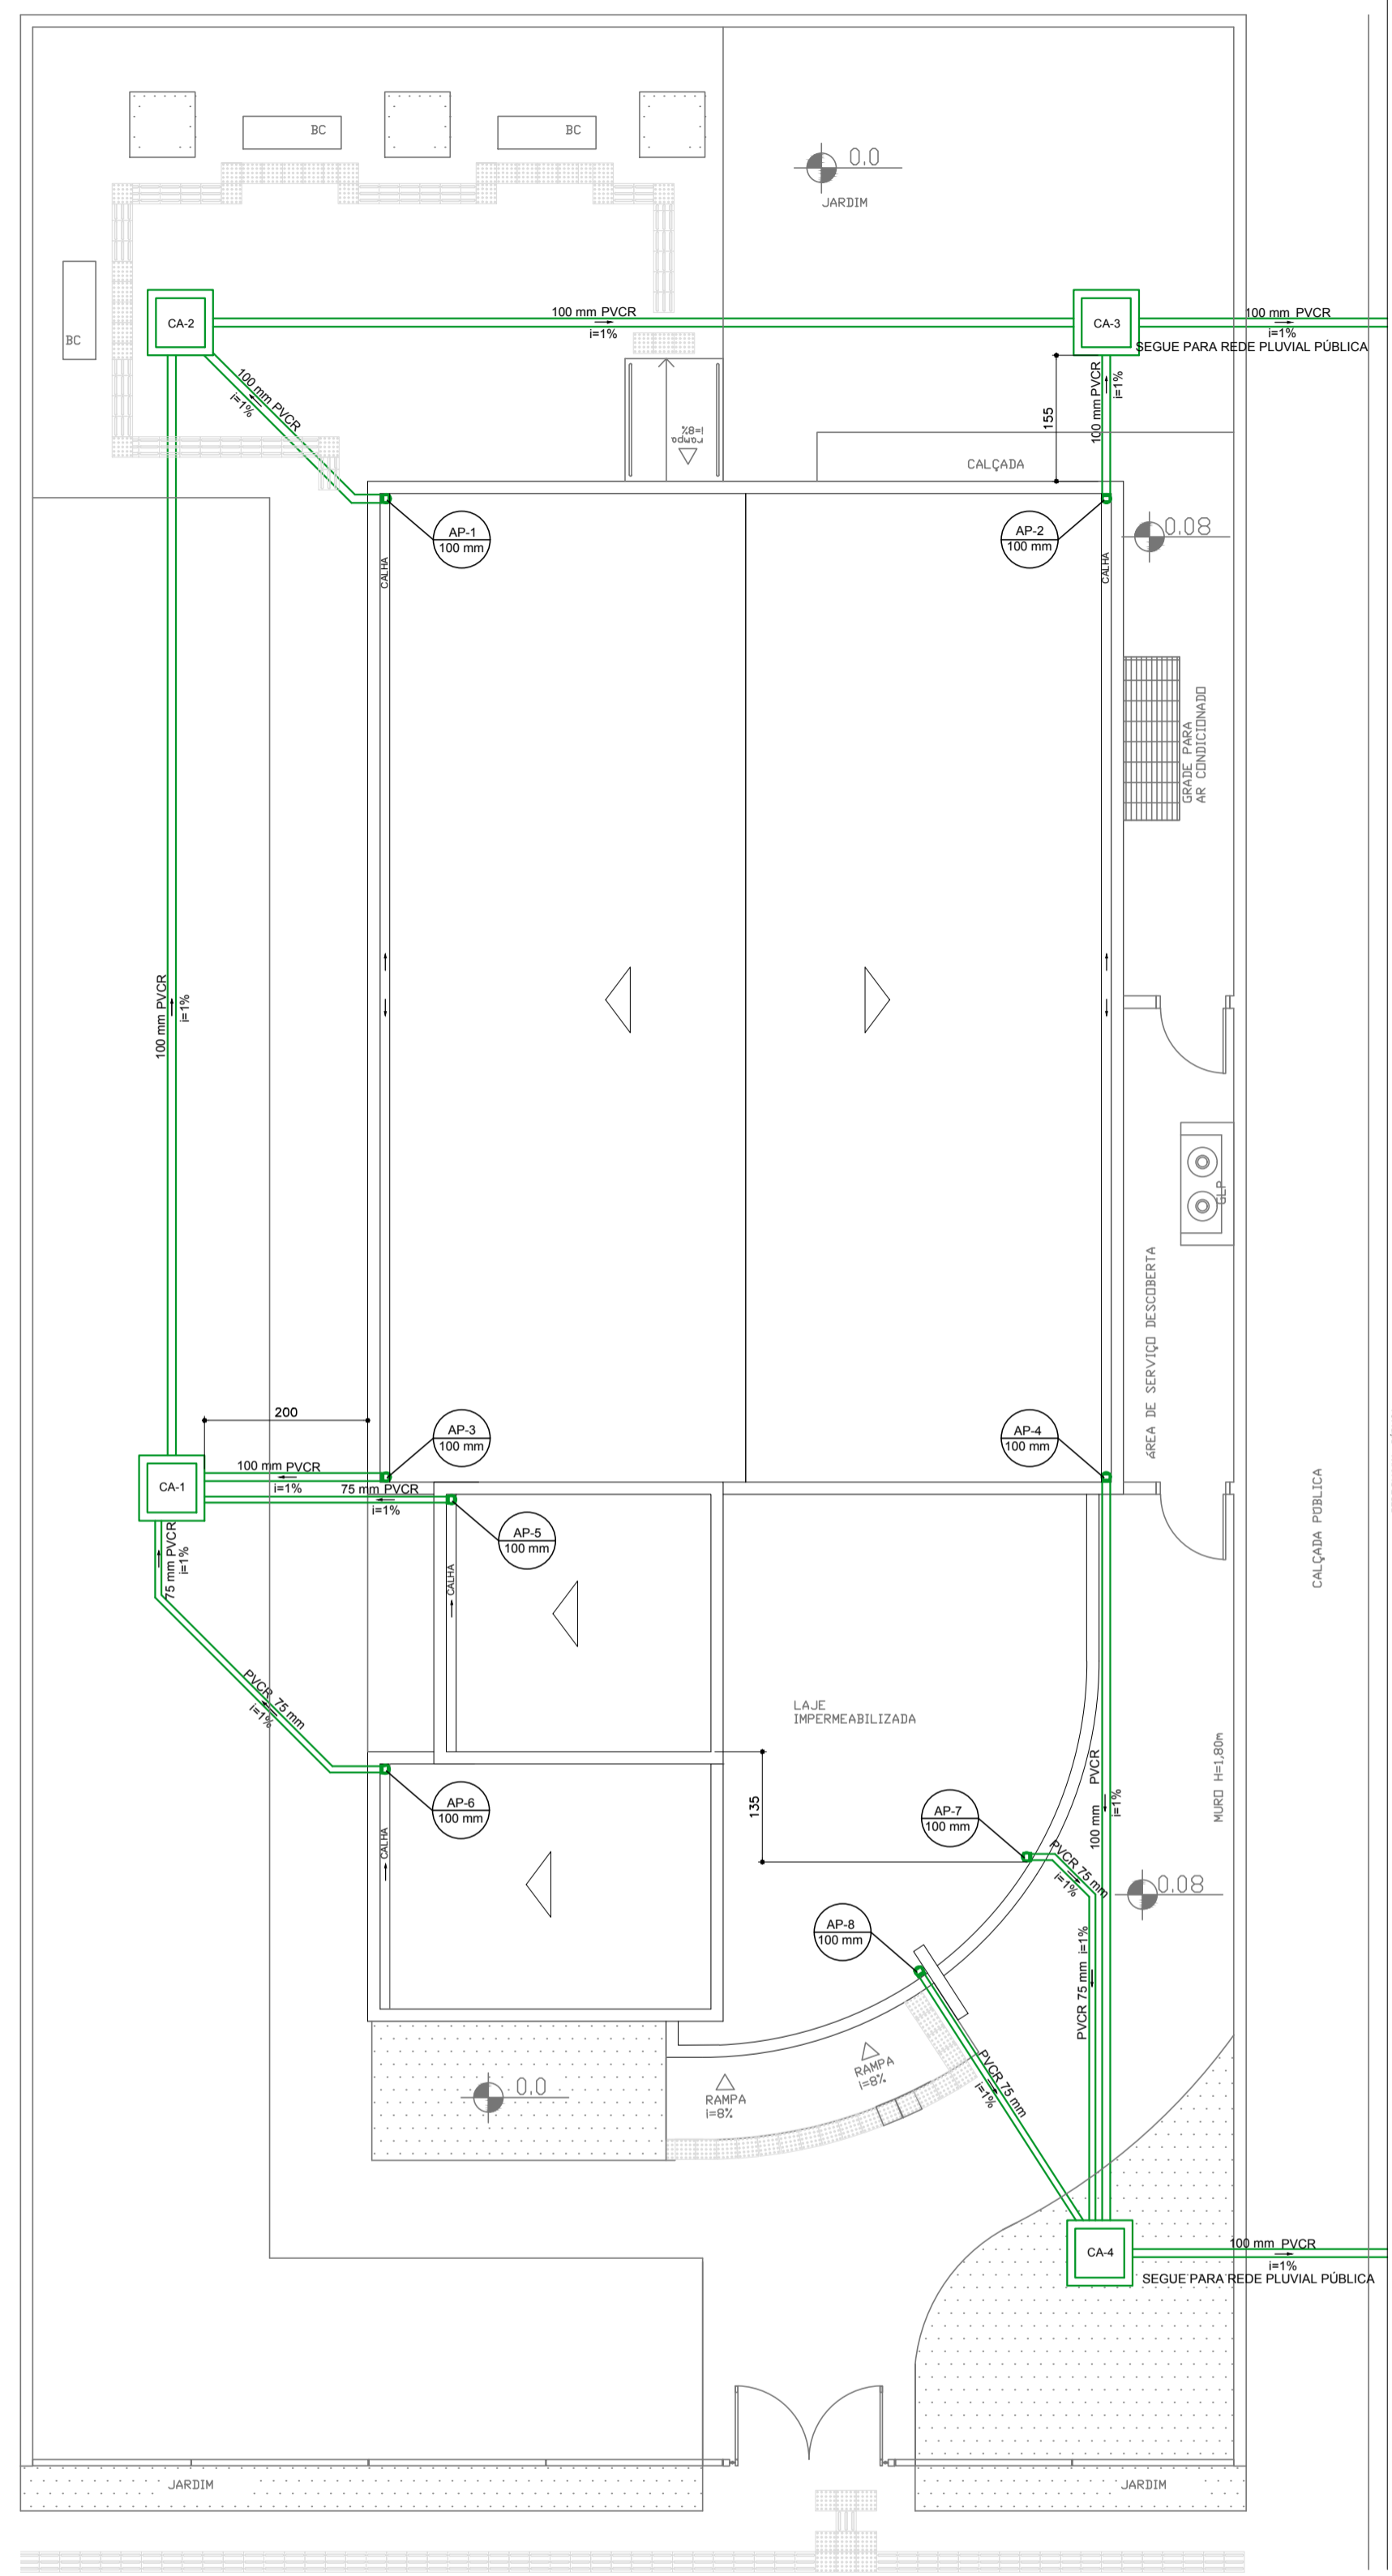 BC
BC
0.0
JARDIM
BC
CA-2
100 mm PVCR
i=1%
CA-3
100 mm PVCR
i=1%
SEGUE PARA REDE PLUVIAL PÚBLICA
100 mm PVCR
i=1%
100 mm PVCR
i=1%
155
rampa
i=8%
CALÇADA
AP-1
100 mm
AP-2
100 mm
0.08
CALHA
CALHA
GRADE PARA
AR CONDICIONADO
100 mm PVCR
i=1%
GLP
ÁREA DE SERVIÇO DESCOBERTA
200
AP-3
100 mm
AP-4
100 mm
CA-1
100 mm PVCR
i=1%
75 mm PVCR
i=1%
AP-5
100 mm
CALÇADA PÚBLICA
75 mm PVCR
i=1%
CALHA
PVCR 75 mm
i=1%
LAJE
IMPERMEABILIZADA
MURO H=1,80m
100 mm PVCR
i=1%
AP-6
100 mm
135
AP-7
100 mm
CALHA
PVCR 75 mm
i=1%
0.08
AP-8
100 mm
PVCR 75 mm i=1%
0.0
RAMPA
i=8%
RAMPA
i=8%
PVCR 75 mm
i=1%
CA-4
100 mm PVCR
i=1%
SEGUE PARA REDE PLUVIAL PÚBLICA
JARDIM
JARDIM